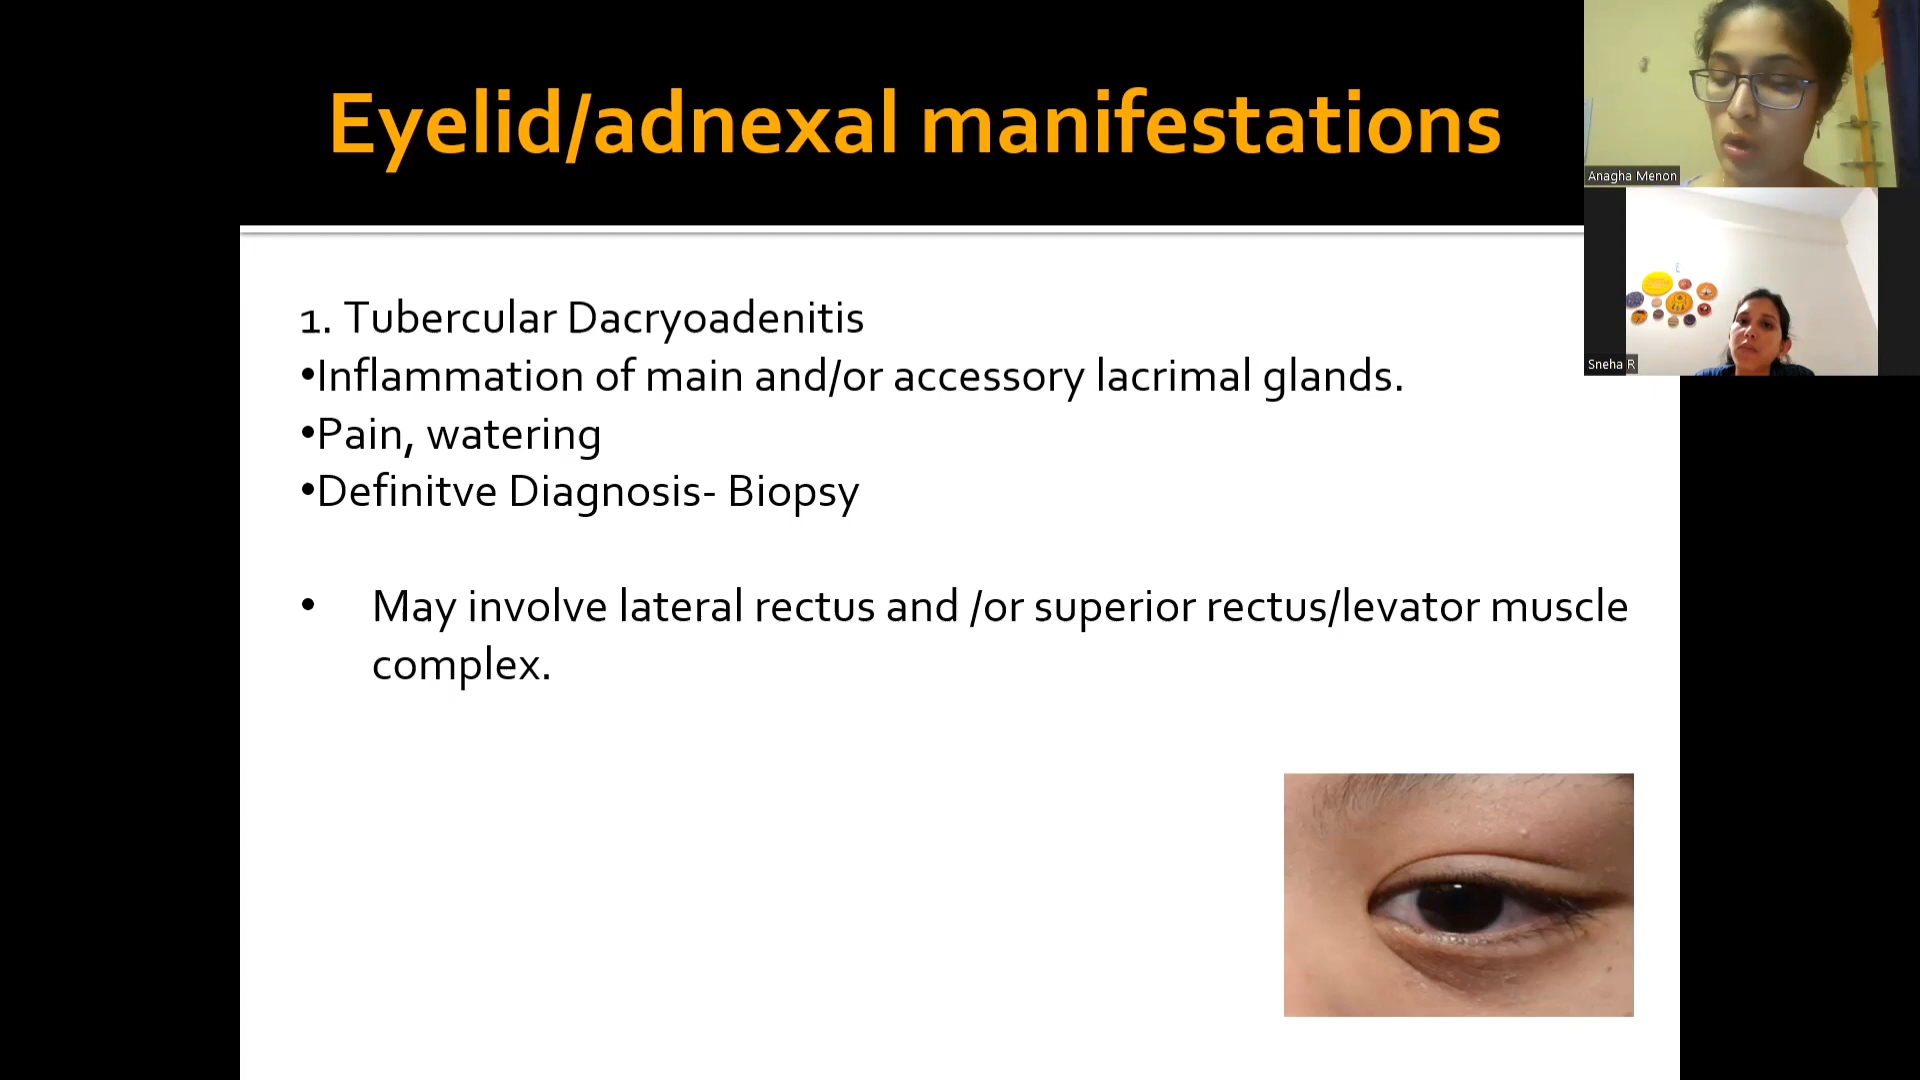 Eyelid/adnexal manifestations
Anagha Menon
Sneha R
1. Tubercular Dacryoadenitis
•Inflammation of main and/or accessory lacrimal glands.
•Pain, watering
•Definitve Diagnosis- Biopsy
• May involve lateral rectus and /or superior rectus/levator muscle
complex.